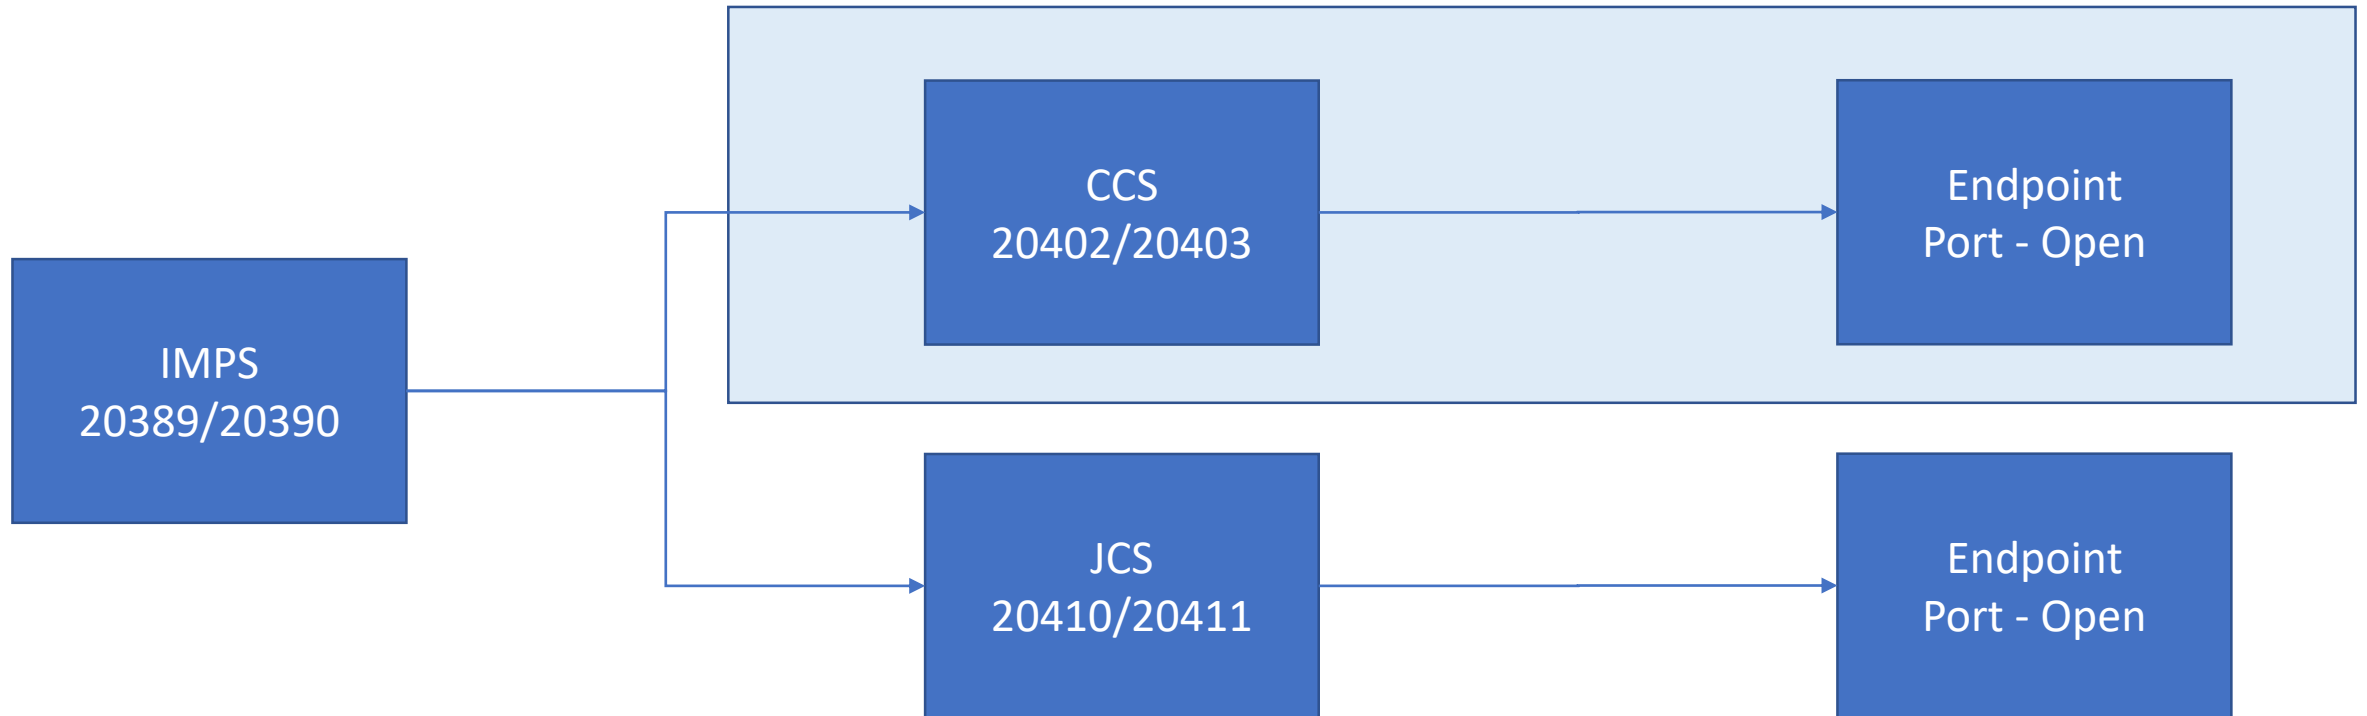 IMPS
20389/20390
CCS
20402/20403
Endpoint
Port - Open
JCS
20410/20411
Endpoint
Port - Open